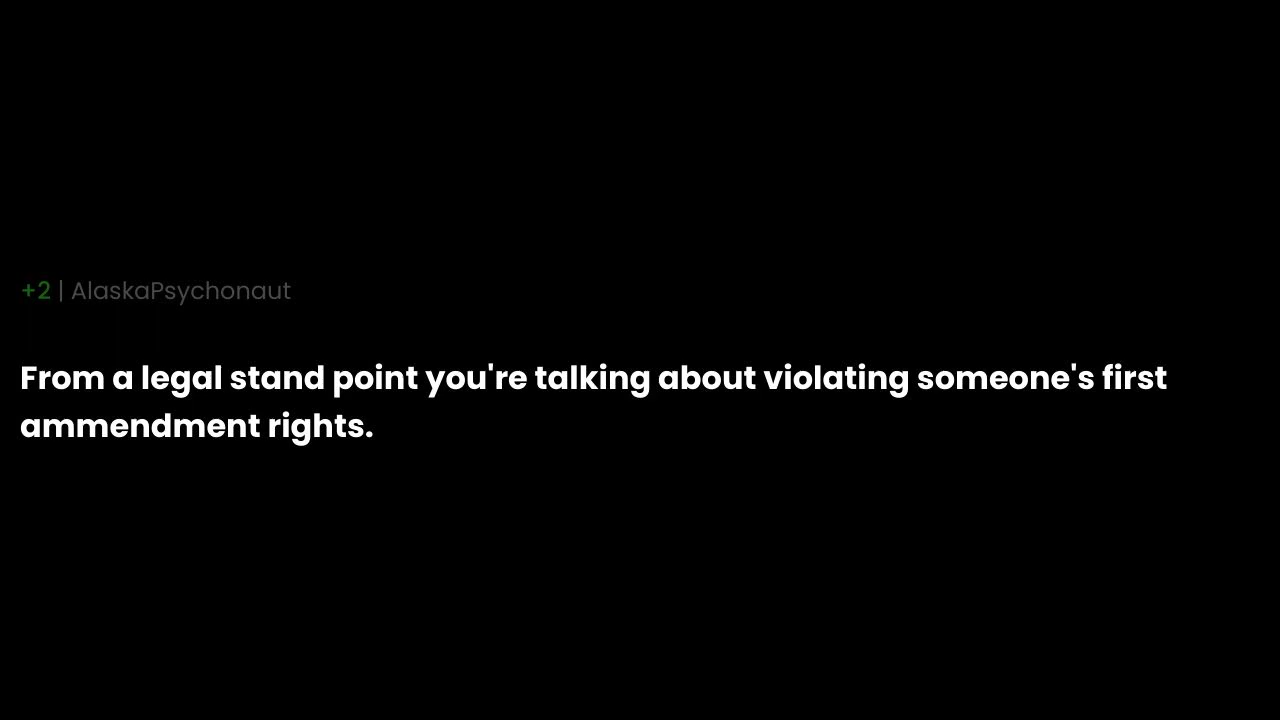 +2 | AlaskaPsychonaut
From a legal stand point you're talking about violating someone's first
ammendment rights.